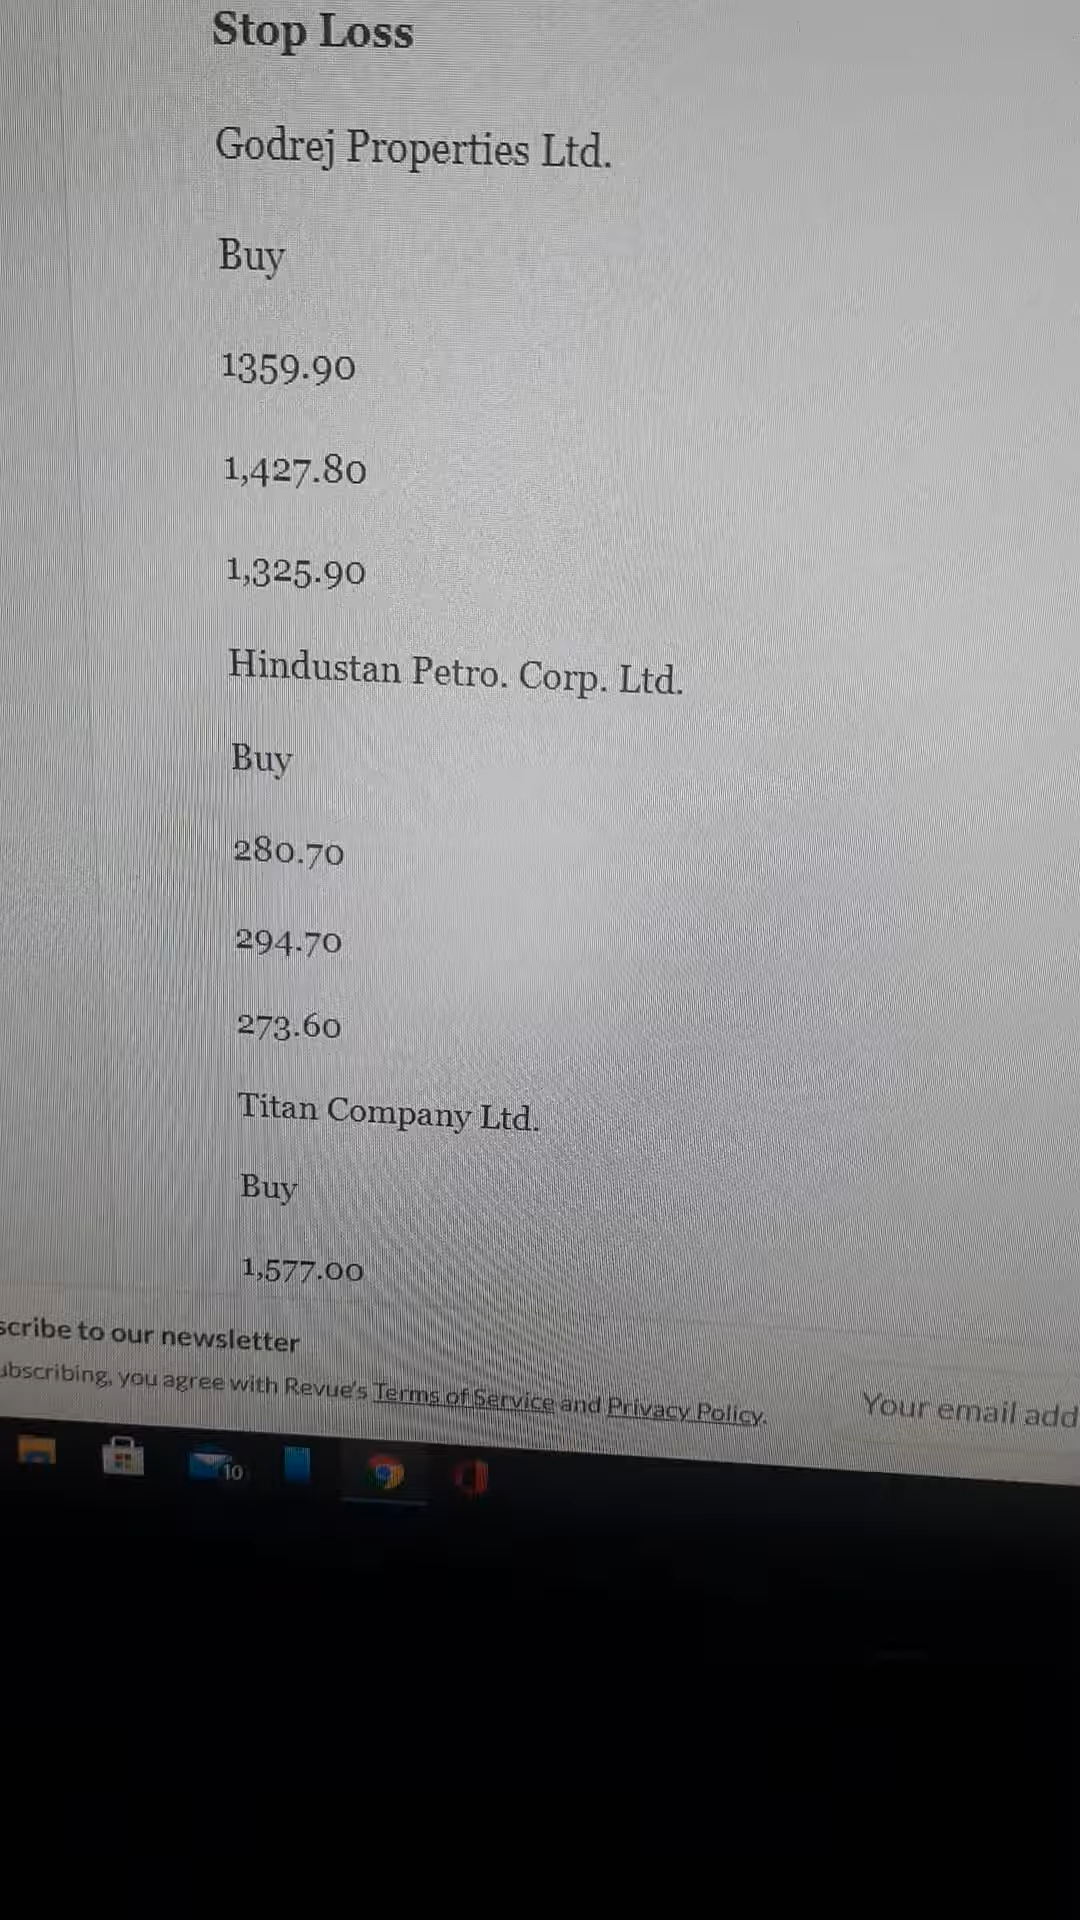 Stop Loss
Godrej Properties Ltd.
Buy
1359.90
1,427.80
1,325.90
Hindustan Petro. Corp. Ltd.
Buy
280.70
294.70
273.60
Titan Company Ltd.
Buy
1,577.00
scribe to our newsletter
ubscribing, you agree with Revue's Terms of Service and Privacy Policy.
Your email add
10